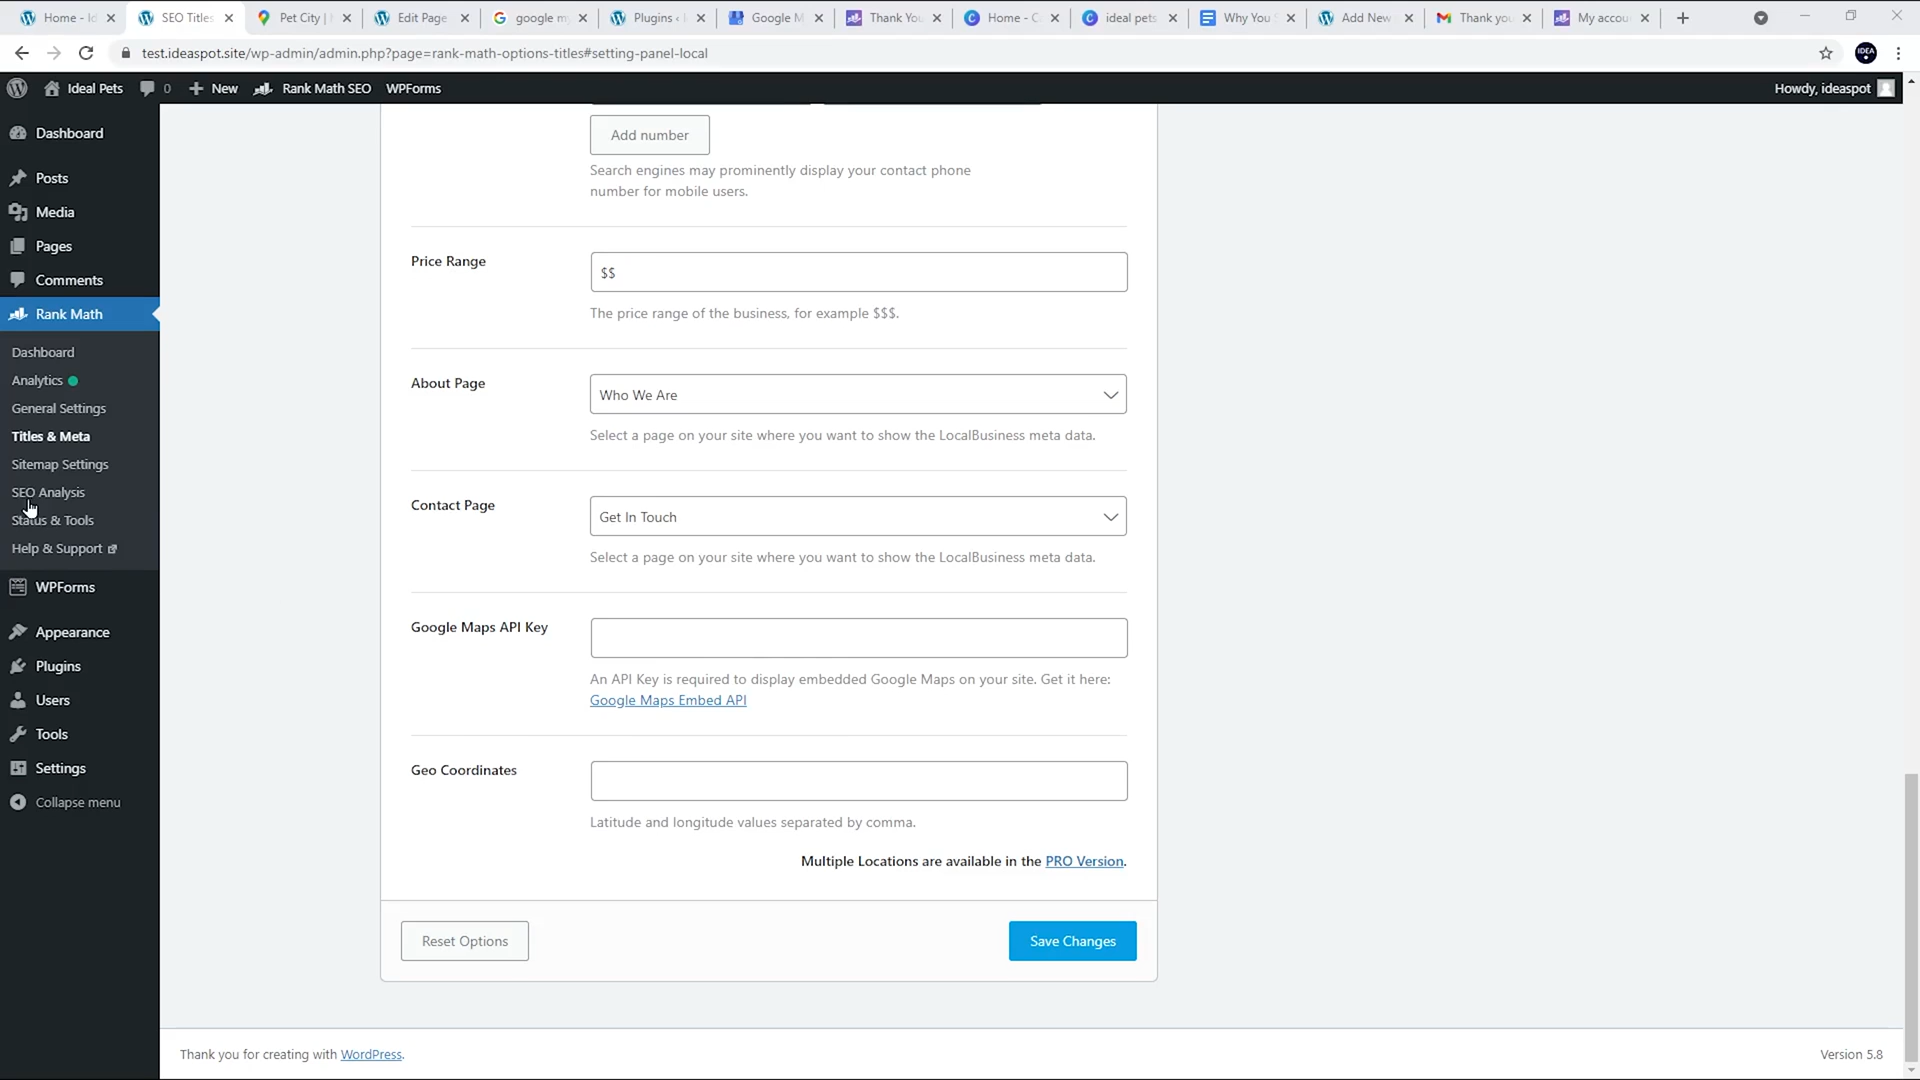 Home - Id
SEO Titles
Pet City |
Edit Page
google my
Plugins ‹
Google M
Thank You
Home - C
ideal pets
Why You S
Add New
Thank you
My accou
test.ideaspot.site/wp-admin/admin.php?page=rank-math-options-titles#setting-panel-local
IDEA
Ideal Pets
0
New
Rank Math SEO
WPForms
Howdy, ideaspot
Dashboard
Posts
Media
Pages
Comments
Rank Math
Dashboard
Analytics
General Settings
Titles & Meta
Sitemap Settings
SEO Analysis
Status & Tools
Help & Support
WPForms
Appearance
Plugins
Users
Tools
Settings
Collapse menu
Add number
Search engines may prominently display your contact phone
number for mobile users.
Price Range
$$
The price range of the business, for example $$$.
About Page
Who We Are
Select a page on your site where you want to show the LocalBusiness meta data.
Contact Page
Get In Touch
Select a page on your site where you want to show the LocalBusiness meta data.
Google Maps API Key
An API Key is required to display embedded Google Maps on your site. Get it here:
Google Maps Embed API
Geo Coordinates
Latitude and longitude values separated by comma.
Multiple Locations are available in the PRO Version.
Reset Options
Save Changes
Thank you for creating with WordPress.
Version 5.8